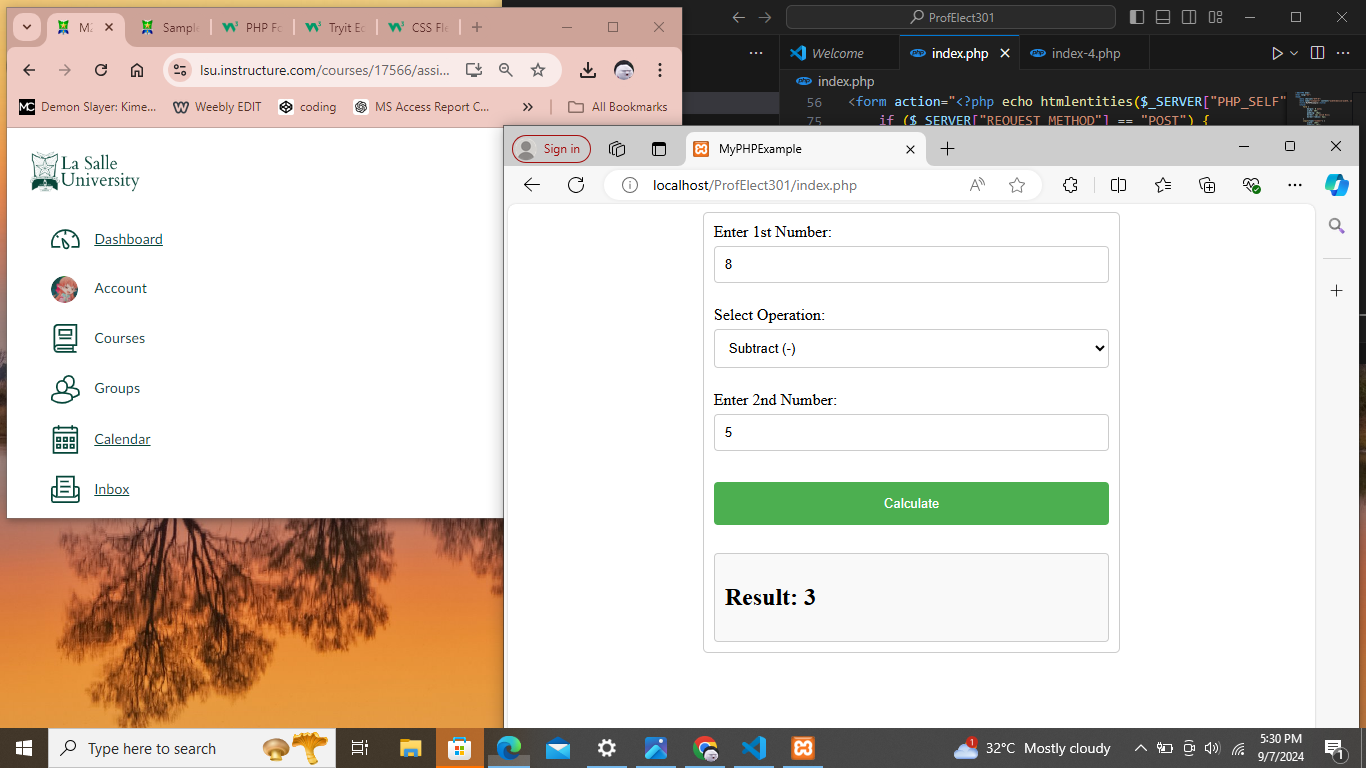 M2
Sample
PHP Fo
Tryit Ed
CSS Fle
lsu.instructure.com/courses/17566/assi...
Demon Slayer: Kime...
Weebly EDIT
coding
MS Access Report C...
»
All Bookmarks
La Salle
University
Dashboard
Account
Courses
Groups
Calendar
Inbox
ProfElect301
Welcome
index.php
index-4.php
index.php
56 <form action="<?php echo htmlentities($_SERVER["PHP_SELF"
75 if ($_SERVER["REQUEST_METHOD"] == "POST") {
Sign in
MyPHPExample
localhost/ProfElect301/index.php
Enter 1st Number:
8
Select Operation:
Subtract (-)
Enter 2nd Number:
5
Calculate
Result: 3
Type here to search
1
32°C Mostly cloudy
5:30 PM
9/7/2024
1